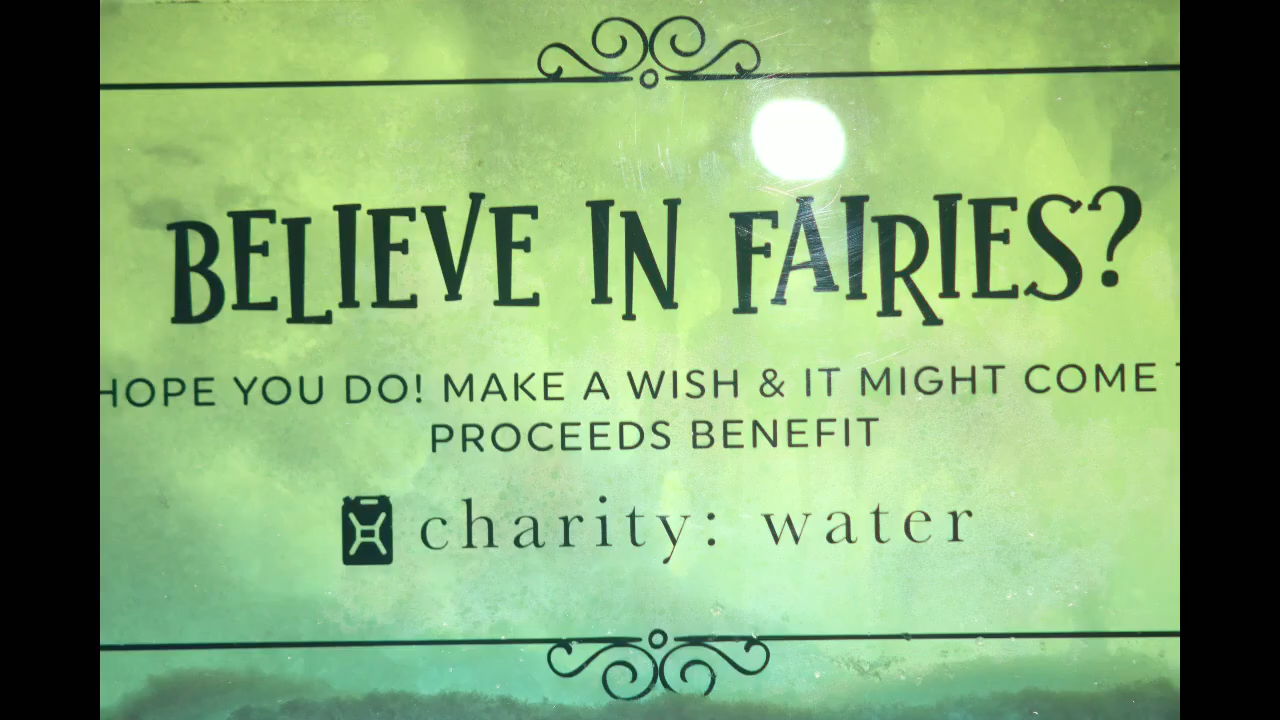 BELIEVE IN FAIRIES?
HOPE YOU DO! MAKE A WISH & IT MIGHT COME
PROCEEDS BENEFIT
charity: water